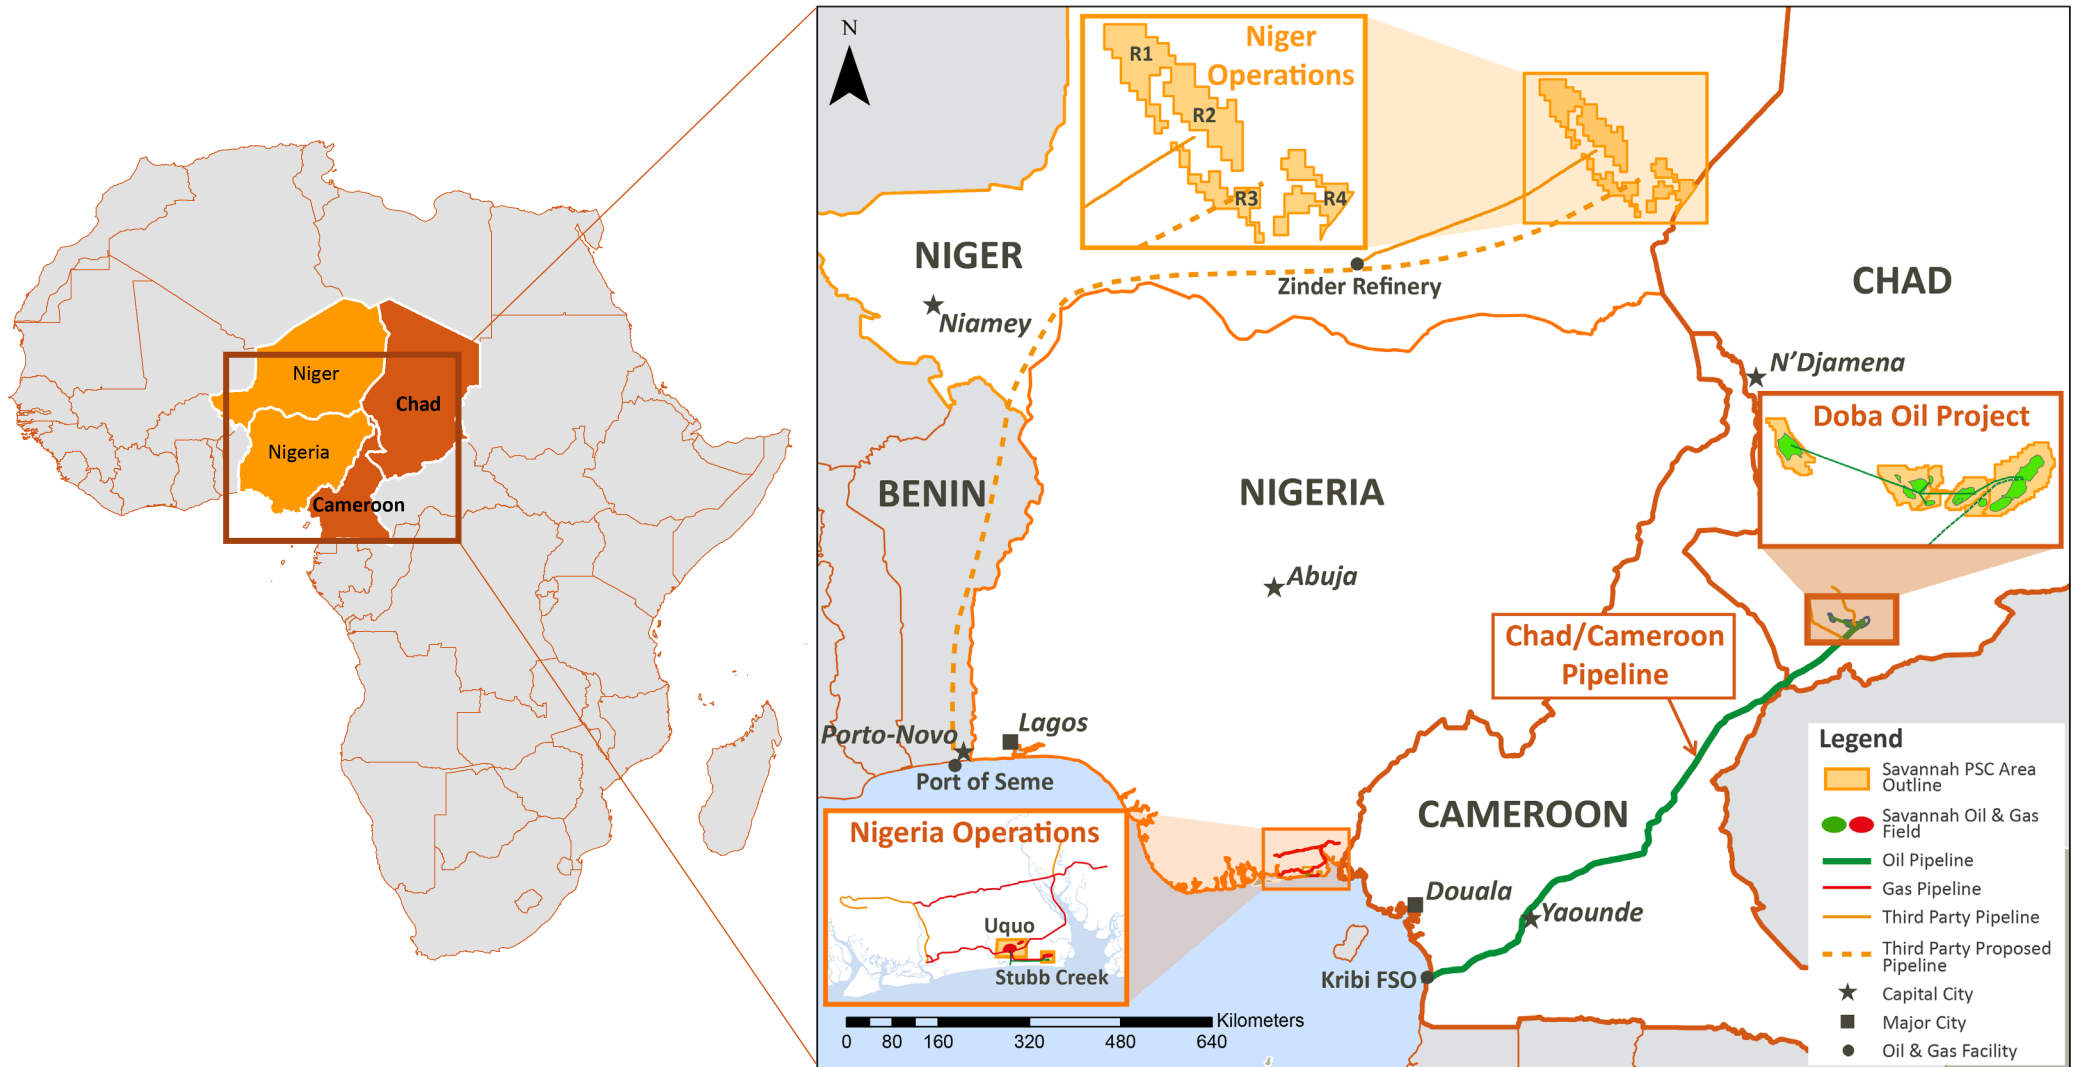 Niger
Chad
Nigeria
Cameroon
N
Niger
Operations
R1
R2
R3
R4
NIGER
Niamey
Zinder Refinery
CHAD
N'Djamena
Doba Oil Project
BENIN
NIGERIA
Abuja
Chad/Cameroon
Pipeline
Porto-Novo
Lagos
Port of Seme
Nigeria Operations
Uquo
Stubb Creek
CAMEROON
Douala
Yaounde
Kribi FSO
Kilometers
0 80 160 320 480 640
Legend
Savannah PSC Area
Outline
Savannah Oil & Gas
Field
Oil Pipeline
Gas Pipeline
Third Party Pipeline
Third Party Proposed
Pipeline
Capital City
Major City
Oil & Gas Facility